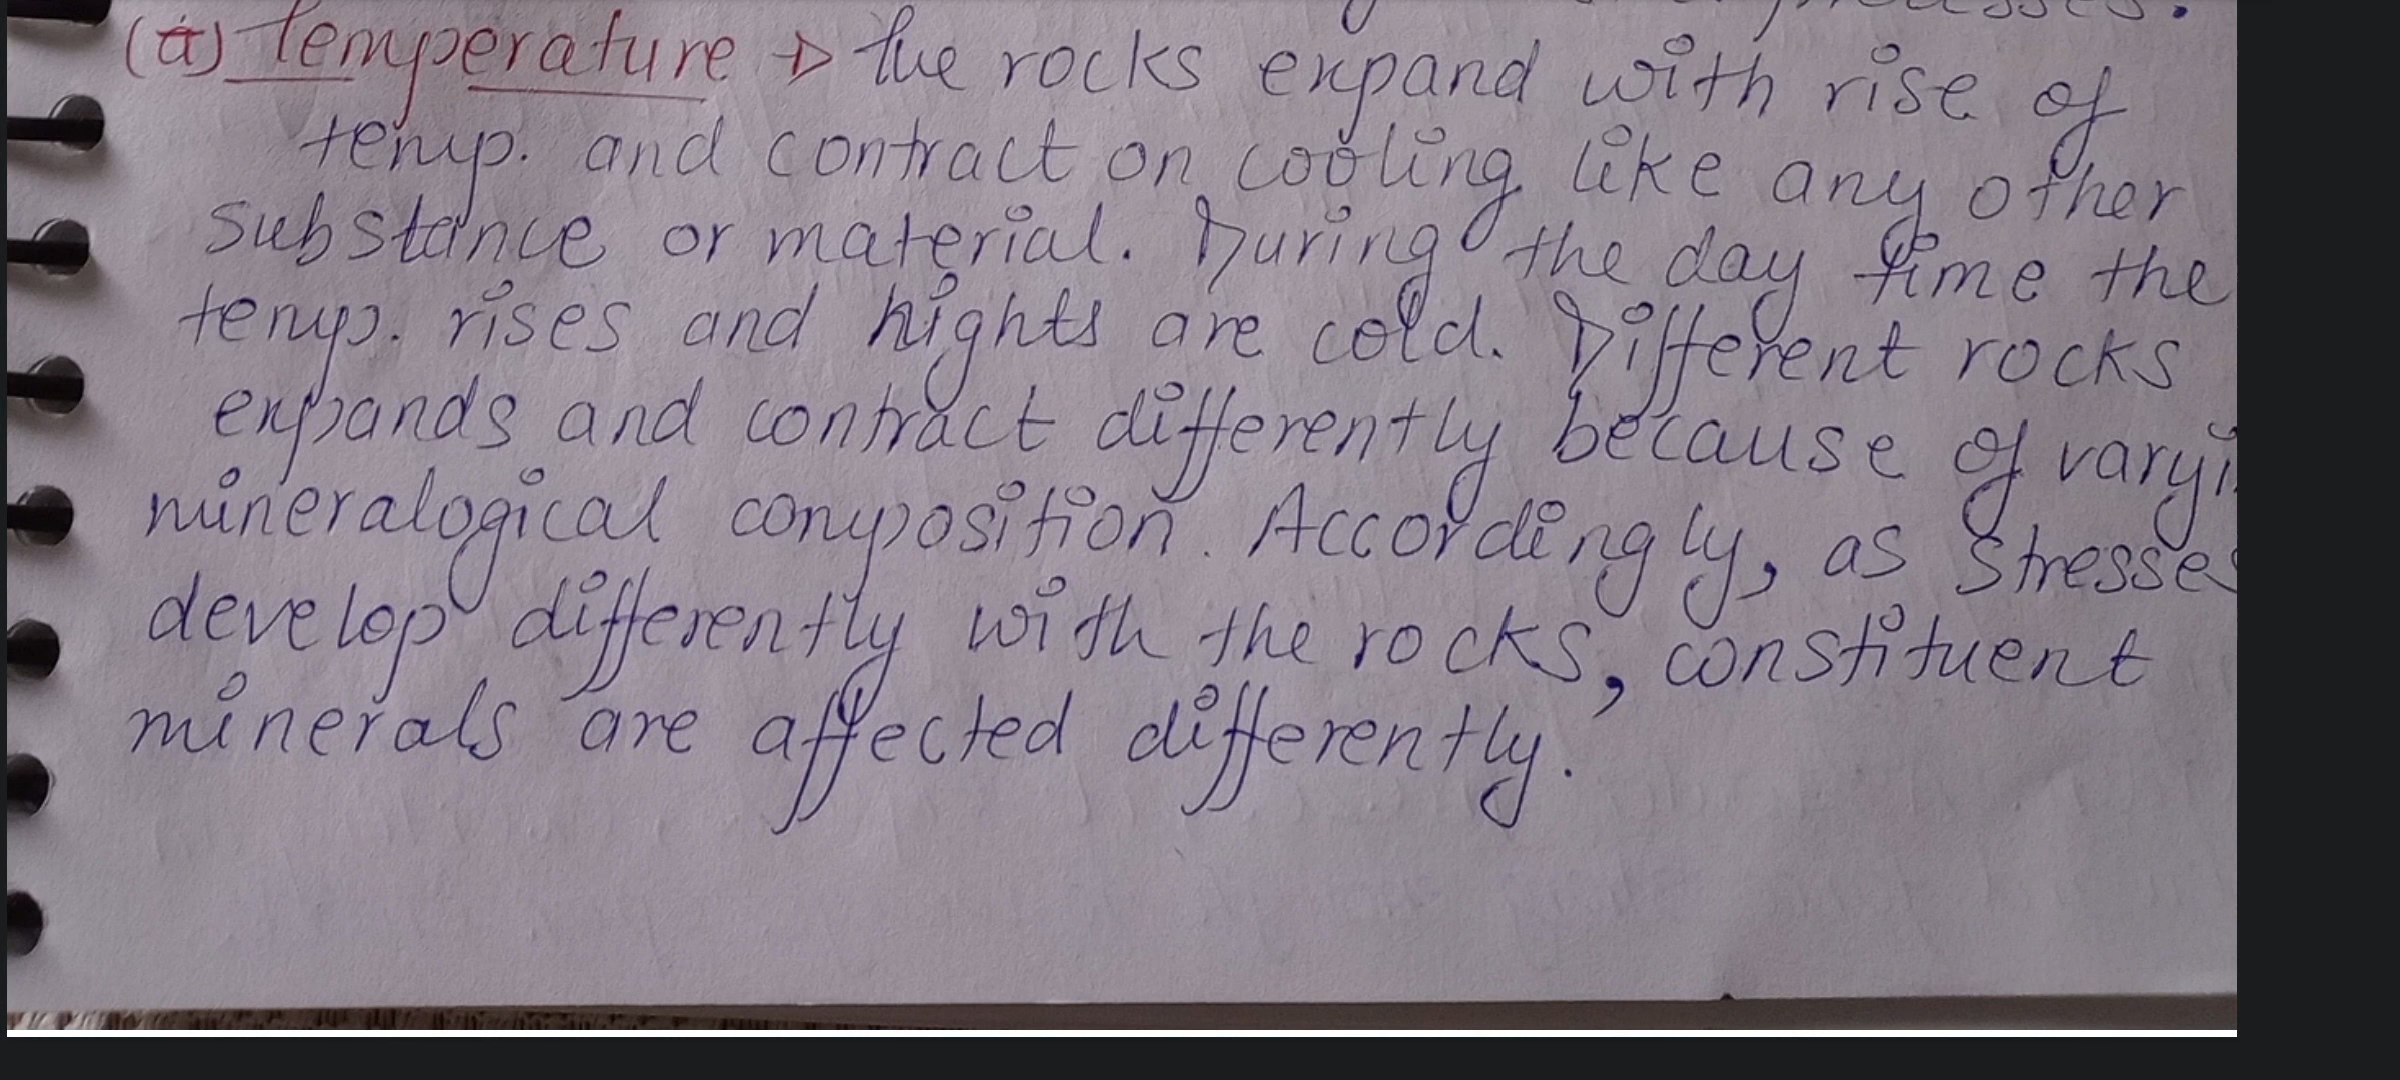 (a) Temperature → The rocks expand with rise of
temp. and contract on cooling like any other
substance or material. During the day time the
temp. rises and nights are cold. Different rocks
expands and contract differently because of varyi
mineralogical composition. Accordingly, as stresses
develop differently with the rocks, constituent
minerals are affected differently.